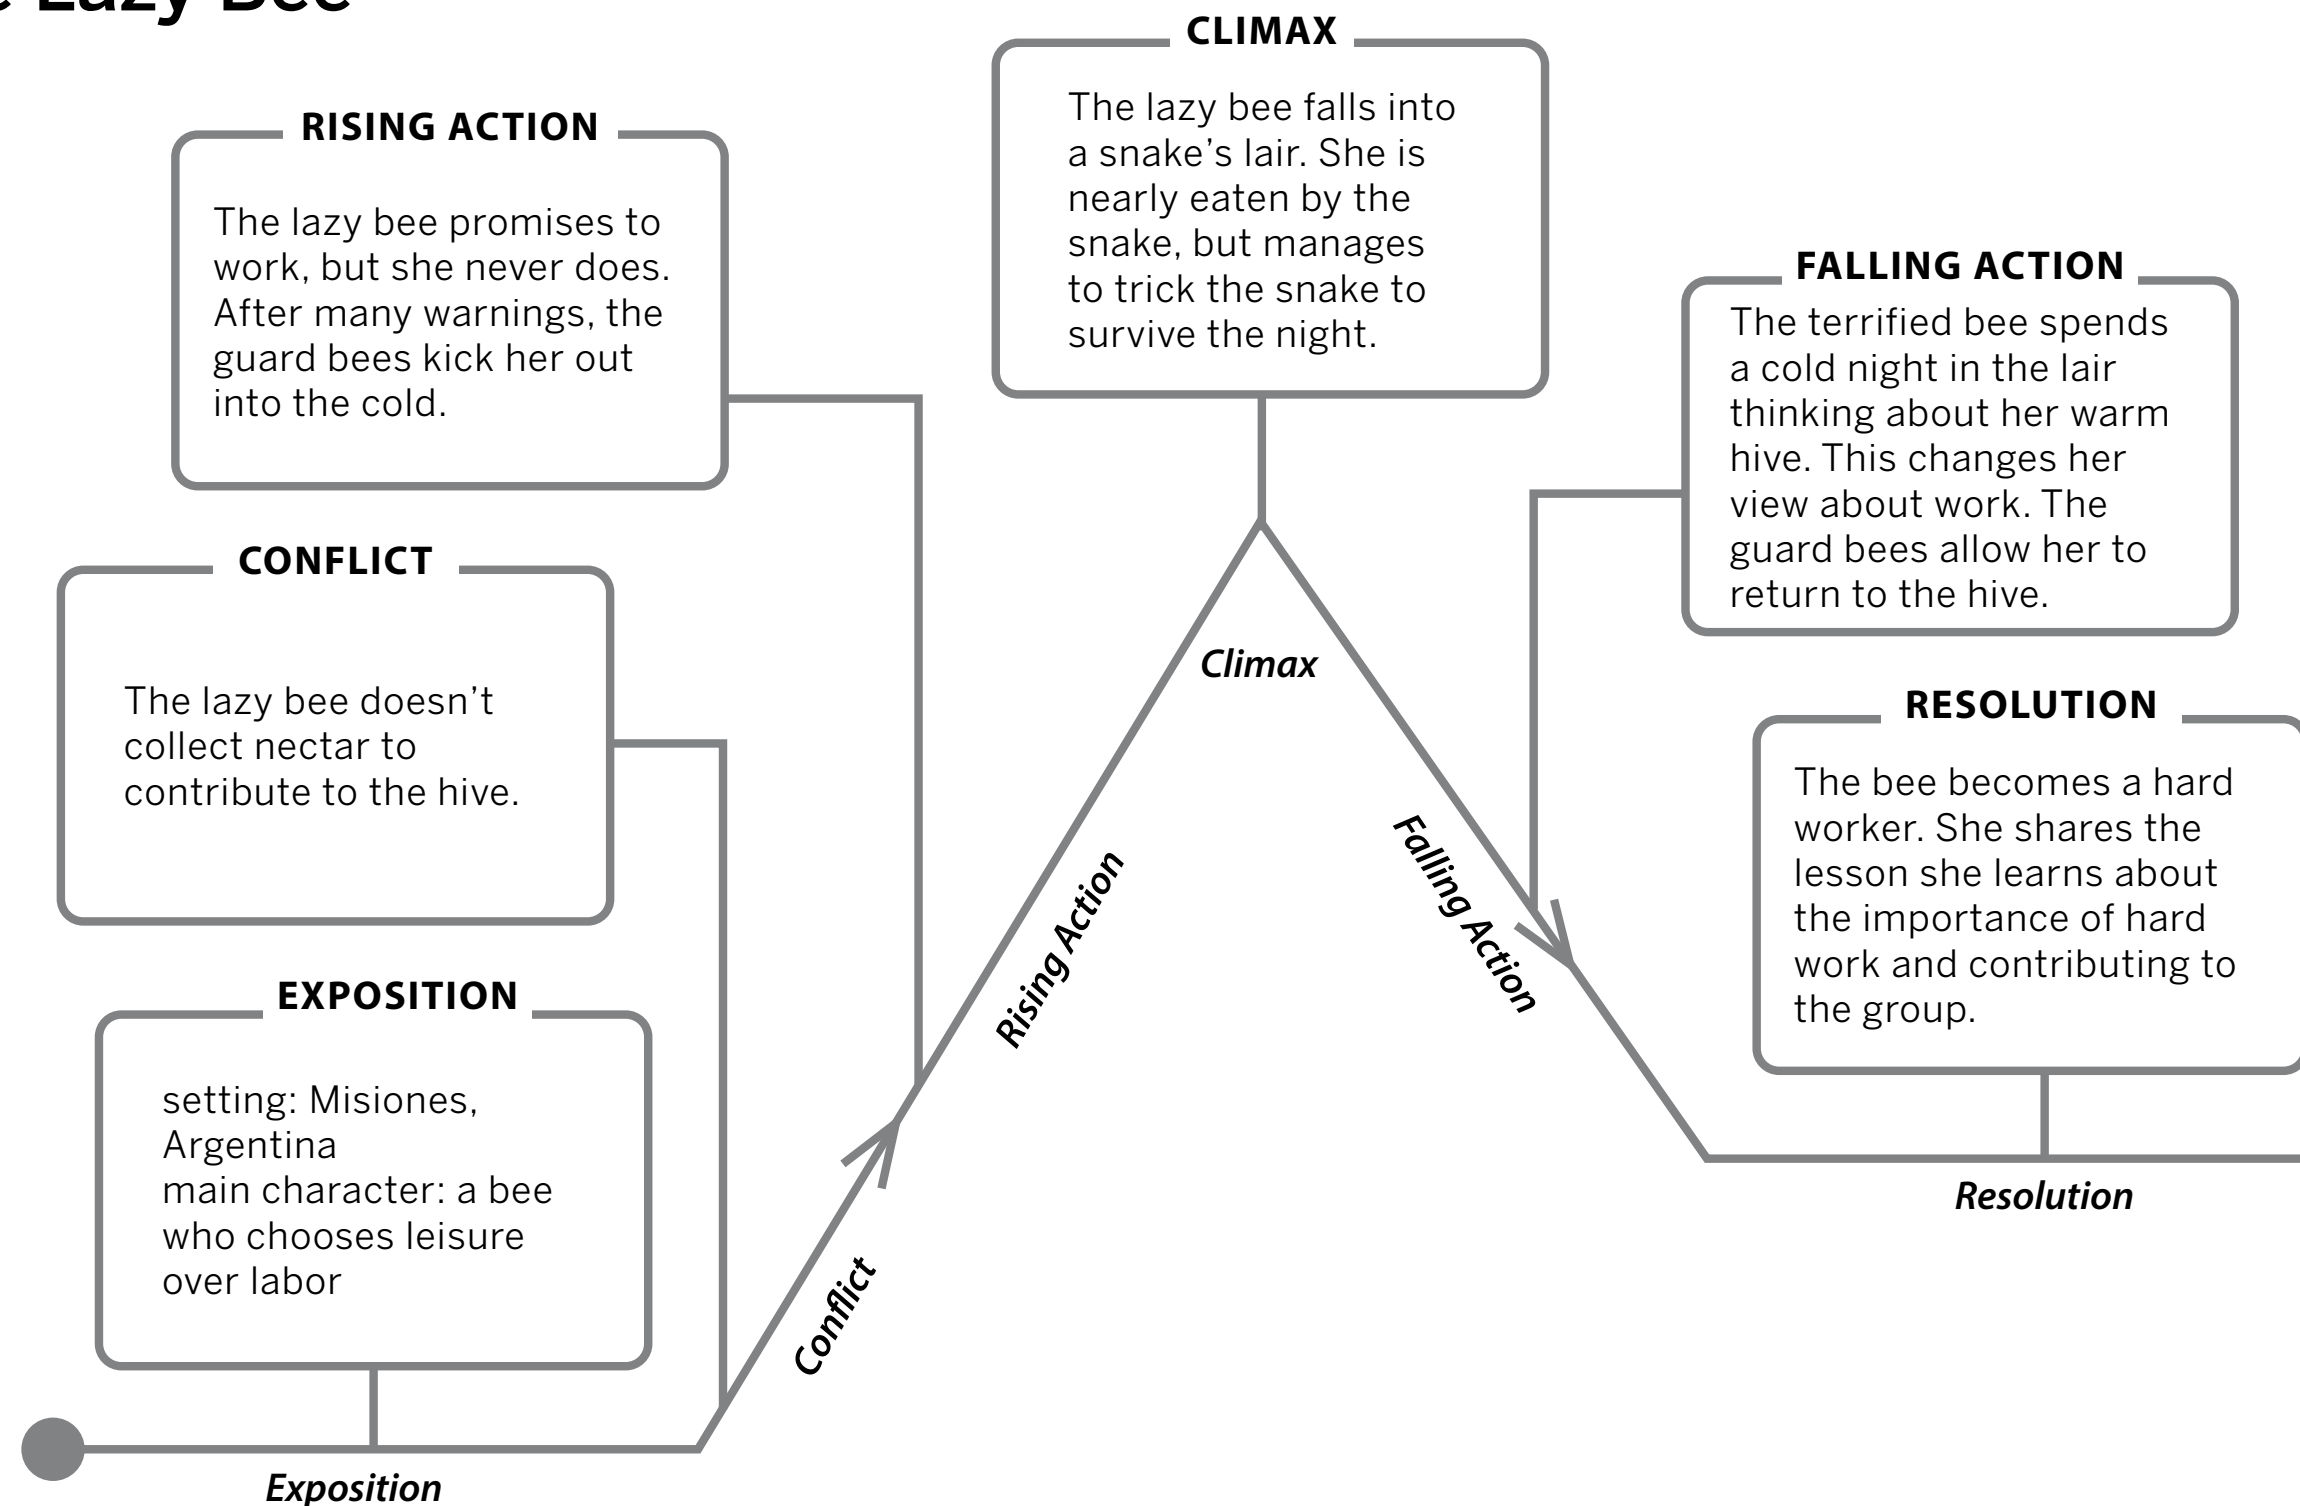 Lazy Bee
CLIMAX
The lazy bee falls into
a snake’s lair. She is
nearly eaten by the
snake, but manages
to trick the snake to
survive the night.
RISING ACTION
The lazy bee promises to
work, but she never does.
After many warnings, the
guard bees kick her out
into the cold.
FALLING ACTION
The terrified bee spends
a cold night in the lair
thinking about her warm
hive. This changes her
view about work. The
guard bees allow her to
return to the hive.
CONFLICT
The lazy bee doesn’t
collect nectar to
contribute to the hive.
Climax
RESOLUTION
The bee becomes a hard
worker. She shares the
lesson she learns about
the importance of hard
work and contributing to
the group.
Rising Action
Falling Action
EXPOSITION
setting: Misiones,
Argentina
main character: a bee
who chooses leisure
over labor
Conflict
Resolution
Exposition